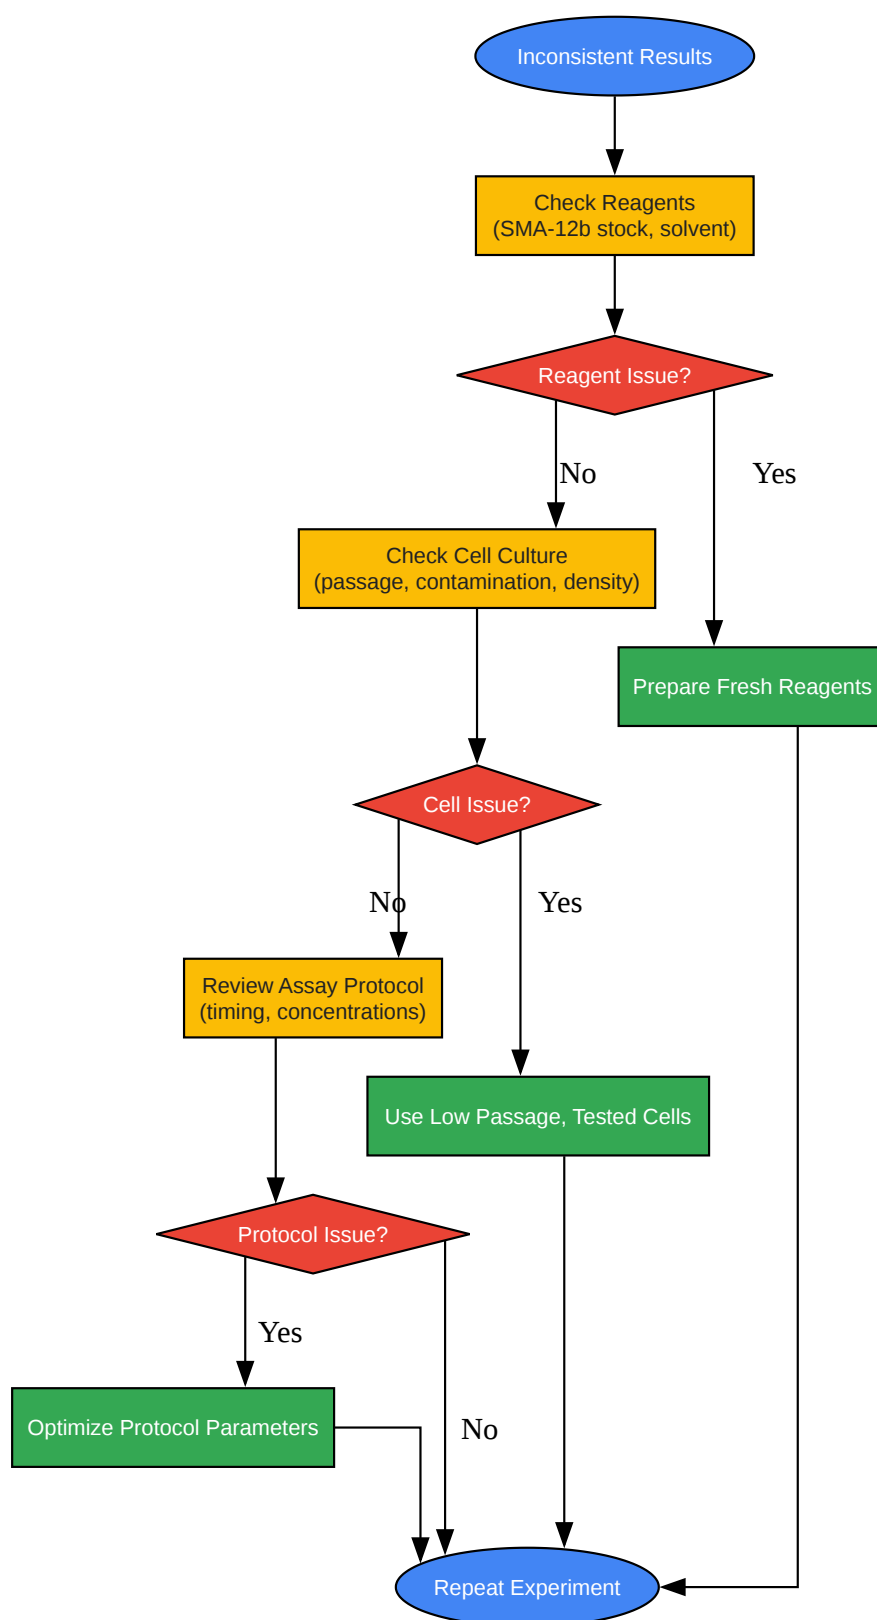 Inconsistent Results
Check Reagents
(SMA-12b stock, solvent)
Reagent Issue?
No
Yes
Check Cell Culture
(passage, contamination, density)
Prepare Fresh Reagents
Cell Issue?
No
Yes
Review Assay Protocol
(timing, concentrations)
Use Low Passage, Tested Cells
Protocol Issue?
Yes
Optimize Protocol Parameters
No
Repeat Experiment